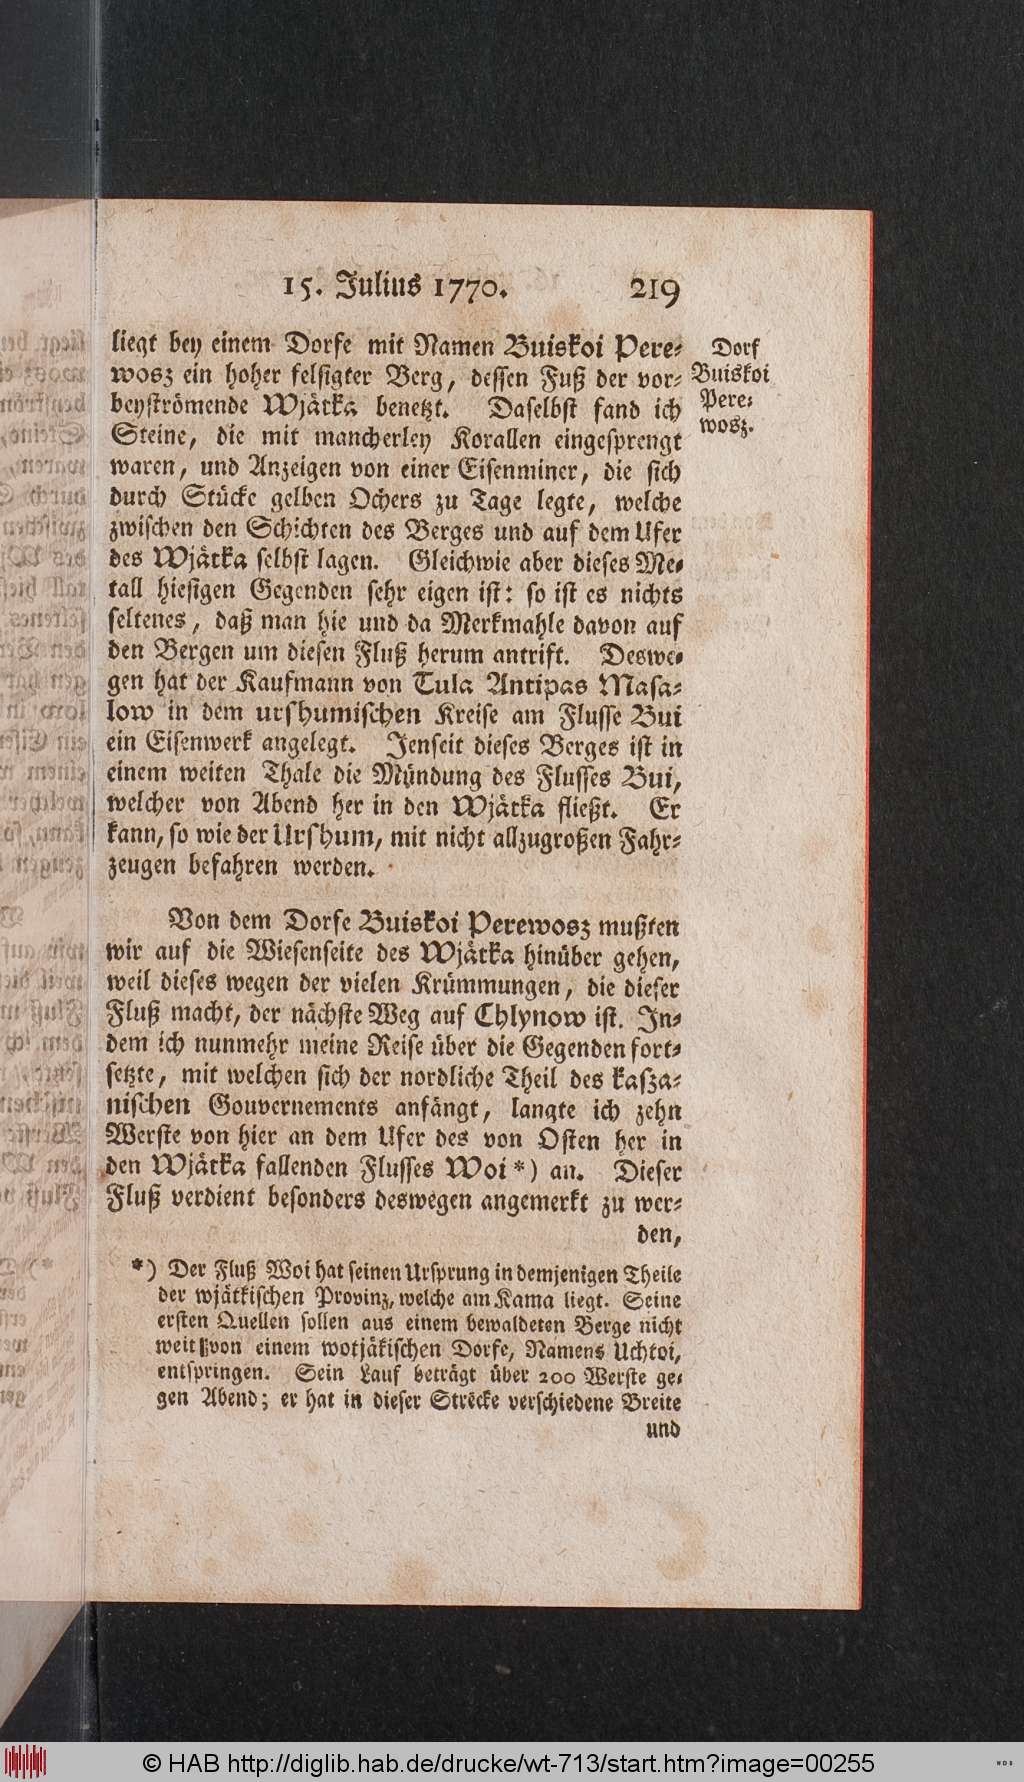 15. Julius 1770. 219
liegt bey einem Dorfe mit Namen Buiskoi Pere-
wosz ein hoher felsigter Berg, dessen Fuß der vor-
beyströmende Wjätka benetzt. Daselbst fand ich
Steine, die mit mancherley Korallen eingesprengt
waren, und Anzeigen von einer Eisenminer, die sich
durch Stücke gelben Ochers zu Tage legte, welche
zwischen den Schichten des Berges und auf dem Ufer
des Wjätka selbst lagen. Gleichwie aber dieses Me-
tall hiesigen Gegenden sehr eigen ist: so ist es nichts
seltenes, daß man hie und da Merkmahle davon auf
den Bergen um diesen Fluß herum antrift. Deswe-
gen hat der Kaufmann von Tula Antipas Masa-
low in dem urshumischen Kreise am Flusse Bui
ein Eisenwerk angelegt. Jenseit dieses Berges ist in
einem weiten Thale die Mündung des Flusses Bui,
welcher von Abend her in den Wjätka fließt. Er
kann, so wie der Urshum, mit nicht allzugroßen Fahr-
zeugen befahren werden.
Dorf
Buiskoi
Pere-
wosz.
Von dem Dorfe Buiskoi Perewosz mußten
wir auf die Wiesenseite des Wjätka hinüber gehen,
weil dieses wegen der vielen Krümmungen, die dieser
Fluß macht, der nächste Weg auf Chlynow ist. In-
dem ich nunmehr meine Reise über die Gegenden fort-
setzte, mit welchen sich der nordliche Theil des kasza-
nischen Gouvernements anfängt, langte ich zehn
Werste von hier an dem Ufer des von Osten her in
den Wjätka fallenden Flusses Woi *) an. Dieser
Fluß verdient besonders deswegen angemerkt zu wer-
den,
*) Der Fluß Woi hat seinen Ursprung in demjenigen Theile
der wjätkischen Provinz, welche am Kama liegt. Seine
ersten Quellen sollen aus einem bewaldeten Berge nicht
weit von einem wotjäkischen Dorfe, Namens Uchtoi,
entspringen. Sein Lauf beträgt über 200 Werste ge-
gen Abend; er hat in dieser Strecke verschiedene Breite
und
© HAB http://diglib.hab.de/drucke/wt-713/start.htm?image=00255